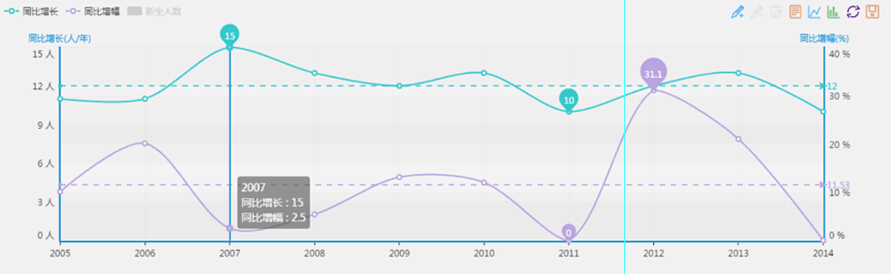 同比增长 同比增幅 新生人数
同比增长(人/年) 同比增幅(%)
15 人
12 人
9 人
6 人
3 人
0 人
40 %
30 %
20 %
10 %
0 %
15
10
31.1
0
12
11.53
2007
同比增长 : 15
同比增幅 : 2.5
2005 2006 2007 2008 2009 2010 2011 2012 2013 2014